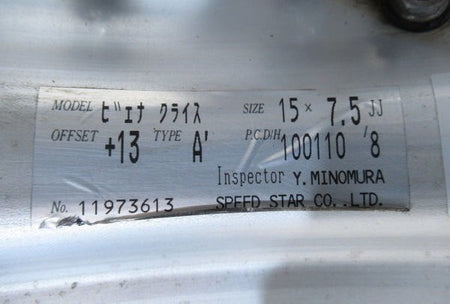 MODEL ビエナ クライス SIZE 15 × 7.5 JJ
OFFSET +13 TYPE A' P.C.D/H 100110 / 8
Inspector Y. MINOMURA
No. 11973613 SPEED STAR CO.,LTD.